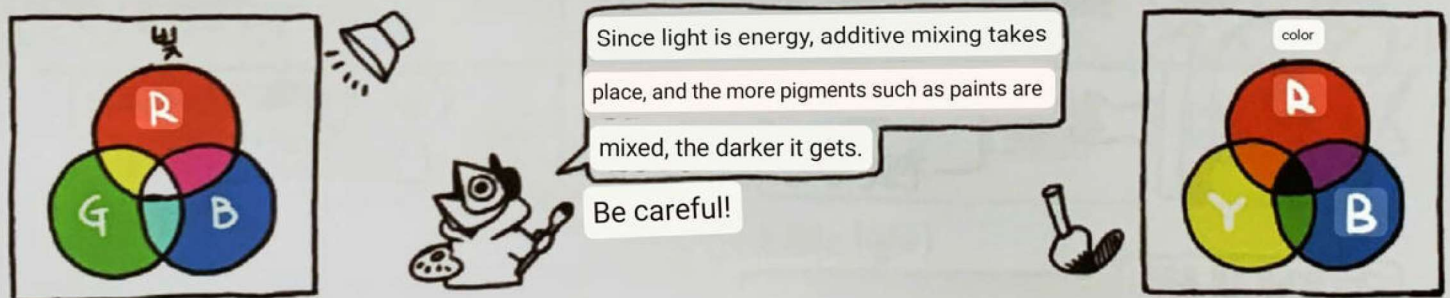 R
G
B
Since light is energy, additive mixing takes
place, and the more pigments such as paints are
mixed, the darker it gets.
Be careful!
color
R
Y
B